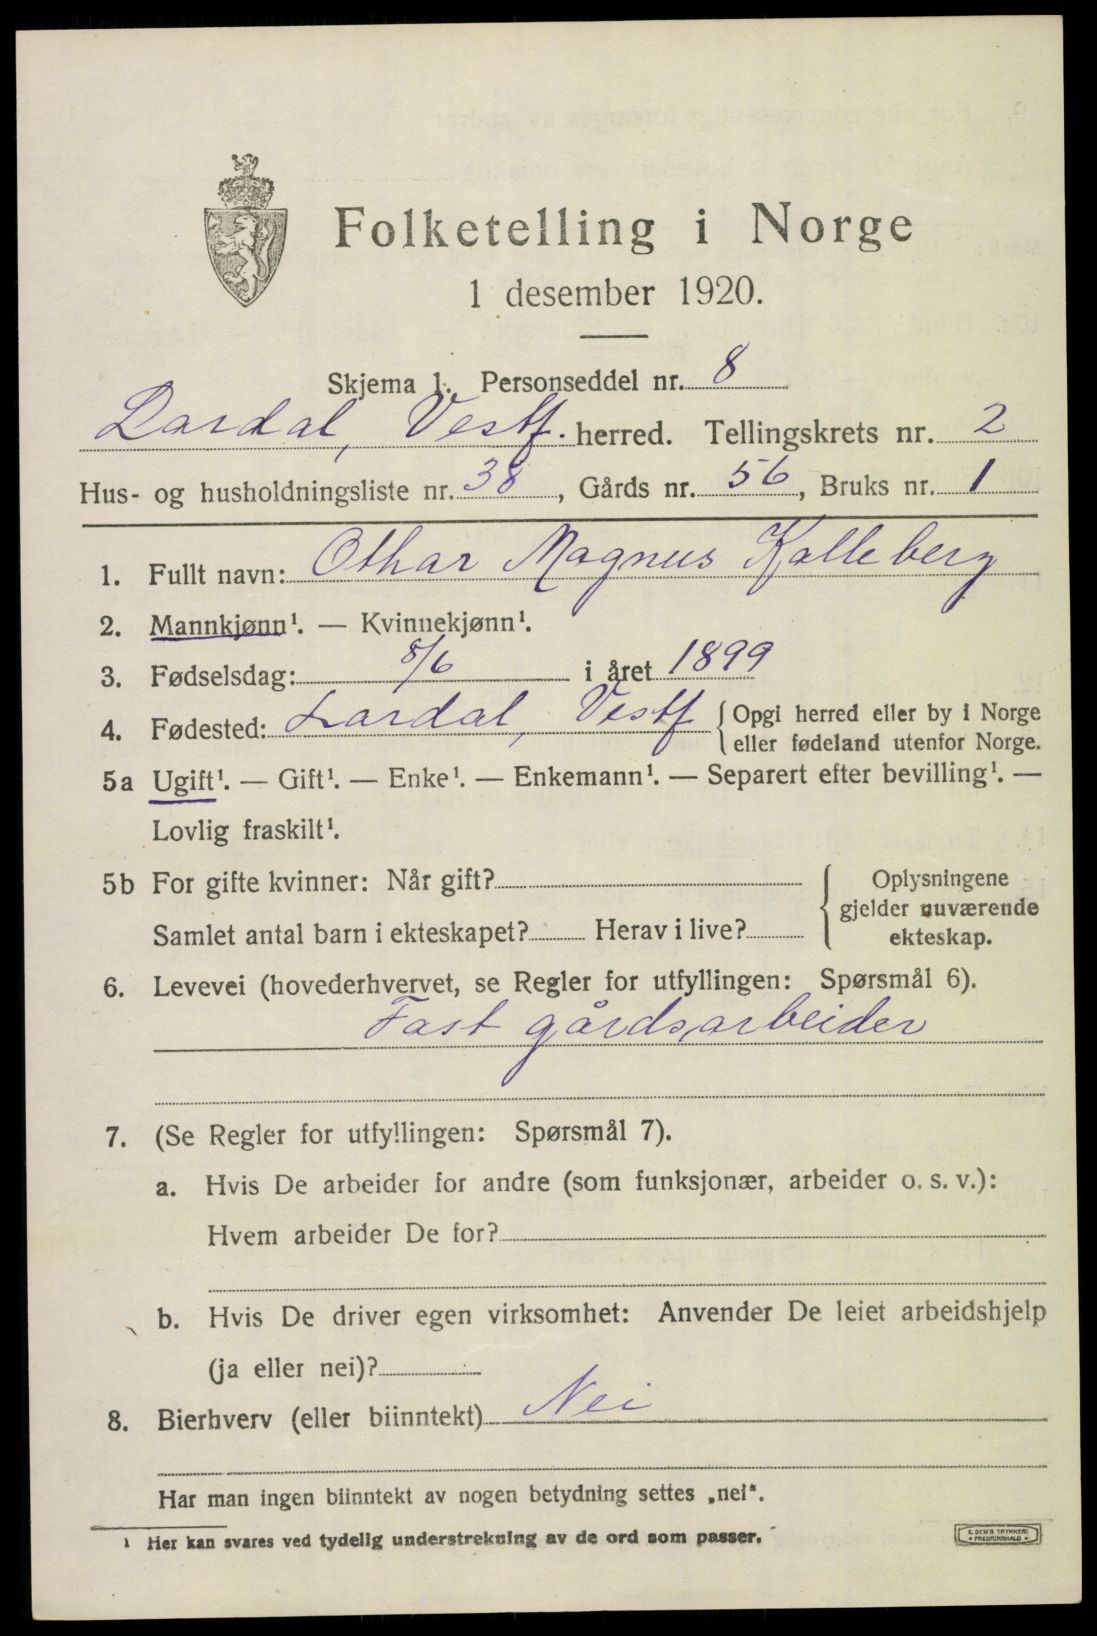 Folketelling i Norge
1 desember 1920.
Skjema 1. Personseddel nr. 8
Lardal, Vestf. herred. Tellingskrets nr. 2
Hus- og husholdningsliste nr. 38, Gårds nr. 56, Bruks nr. 1
1. Fullt navn: Othar Magnus Kalleberg
2. Mannkjønn¹. — Kvinnekjønn¹.
3. Fødselsdag: 8/6 i året 1899
4. Fødested: Lardal, Vestf { Opgi herred eller by i Norge
eller fødeland utenfor Norge.
5a Ugift¹. — Gift¹. — Enke¹. — Enkemann¹. — Separert efter bevilling¹. —
Lovlig fraskilt¹.
5b For gifte kvinner: Når gift?
Samlet antal barn i ekteskapet? Herav i live?
{ Oplysningene
gjelder nuværende
ekteskap.
6. Levevei (hovederhvervet, se Regler for utfyllingen: Spørsmål 6).
Fast gårdsarbeider
7. (Se Regler for utfyllingen: Spørsmål 7).
a. Hvis De arbeider for andre (som funksjonær, arbeider o. s. v.):
Hvem arbeider De for?
b. Hvis De driver egen virksomhet: Anvender De leiet arbeidshjelp
(ja eller nei)?
8. Bierhverv (eller biinntekt) Nei
Har man ingen biinntekt av nogen betydning settes „nei“.
¹ Her kan svares ved tydelig understrekning av de ord som passer.
E. SEM'S TRYKKERI
* FREDRIKSHALD *